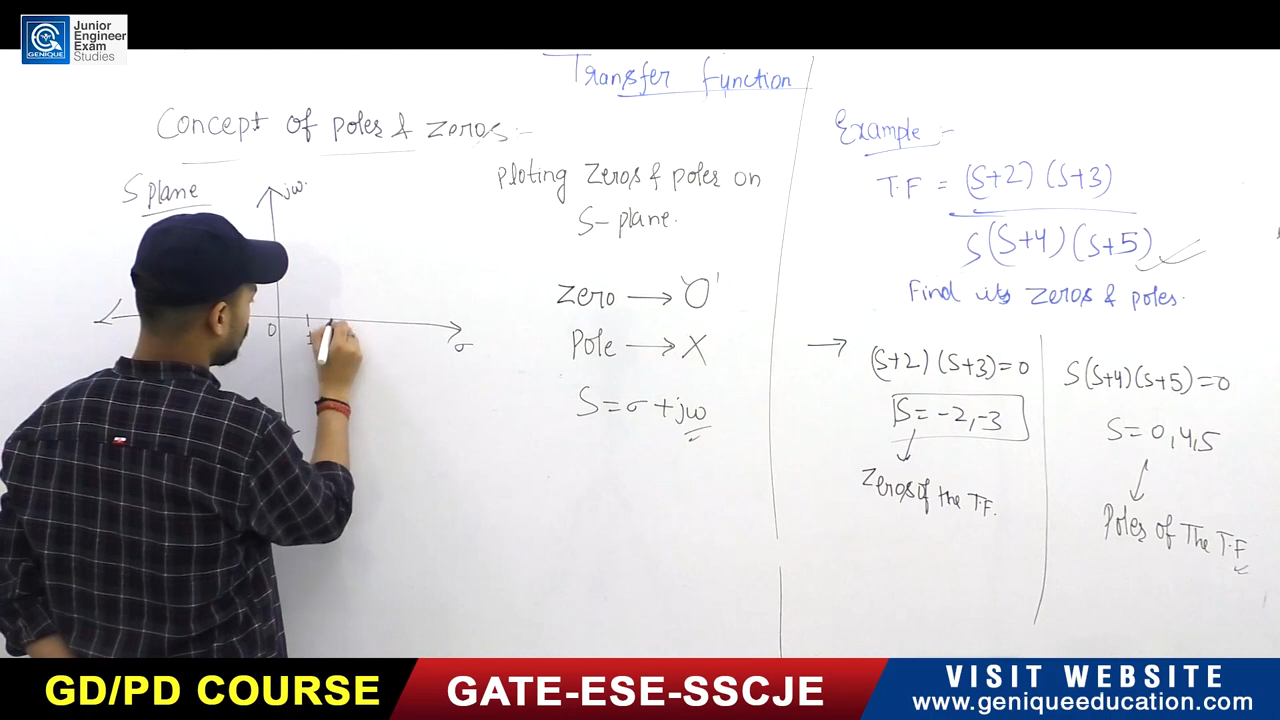 GENIQUE
Junior
Engineer
Exam
Studies
Transfer function
Concept of poles & zeros :-
S plane
jw.
0
σ
Ploting Zeros & poles on
S-plane.
Zero → 'O'
Pole → X
S = σ + jw
Example :-
T.F = (S+2) (S+3)
S(S+4) (S+5)
Find its zeros & poles.
→ (S+2) (S+3) = 0
S = -2, -3
Zeros of the T.F.
S(S+4)(S+5) = 0
S = 0, 4, 5
Poles of The T.F
GD/PD COURSE
GATE-ESE-SSCJE
VISIT WEBSITE
www.geniqueeducation.com